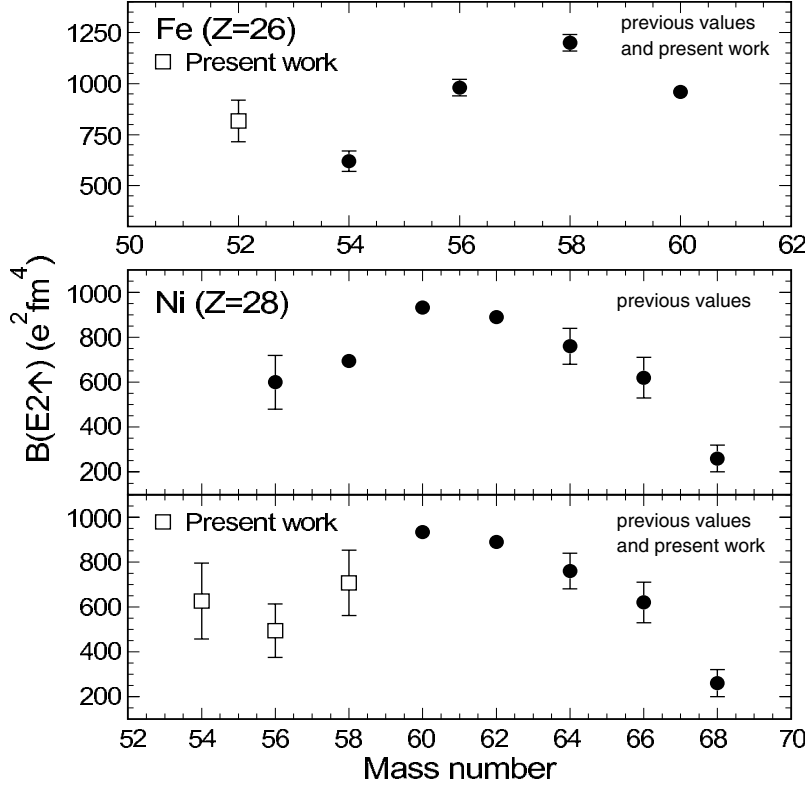 Fe (Z=26)
□ Present work
previous values
and present work
1250
1000
750
500
50 52 54 56 58 60 62
B(E2↑) (e²fm⁴)
Ni (Z=28)
previous values
1000
800
600
400
200
□ Present work
previous values
and present work
1000
800
600
400
200
52 54 56 58 60 62 64 66 68 70
Mass number